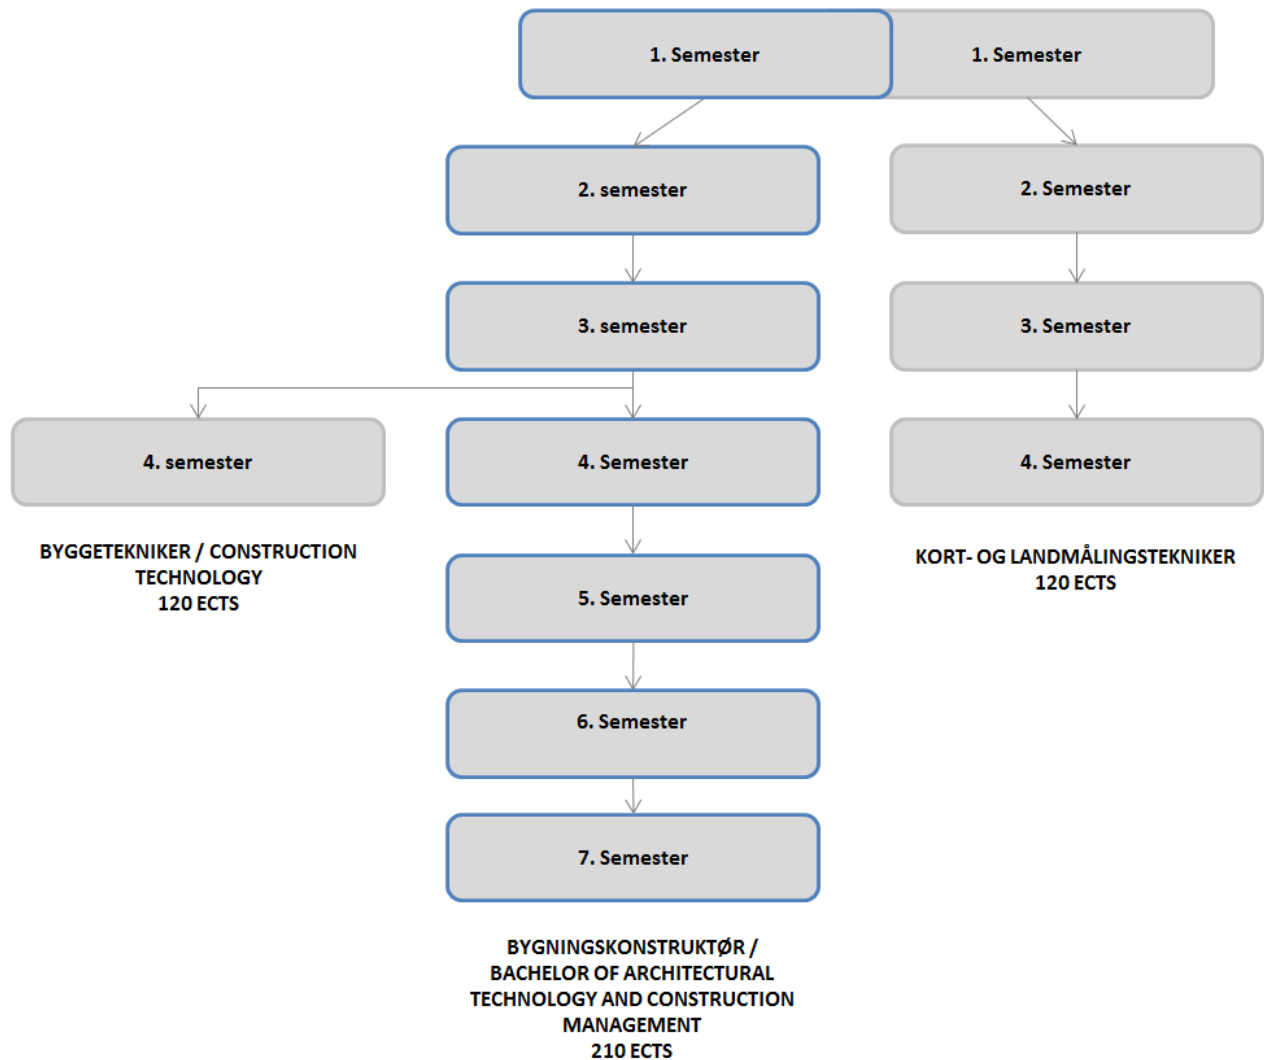 1. Semester
1. Semester
2. semester
2. Semester
3. semester
3. Semester
4. semester
4. Semester
4. Semester
BYGGETEKNIKER / CONSTRUCTION
TECHNOLOGY
120 ECTS
KORT- OG LANDMÅLINGSTEKNIKER
120 ECTS
5. Semester
6. Semester
7. Semester
BYGNINGSKONSTRUKTØR /
BACHELOR OF ARCHITECTURAL
TECHNOLOGY AND CONSTRUCTION
MANAGEMENT
210 ECTS